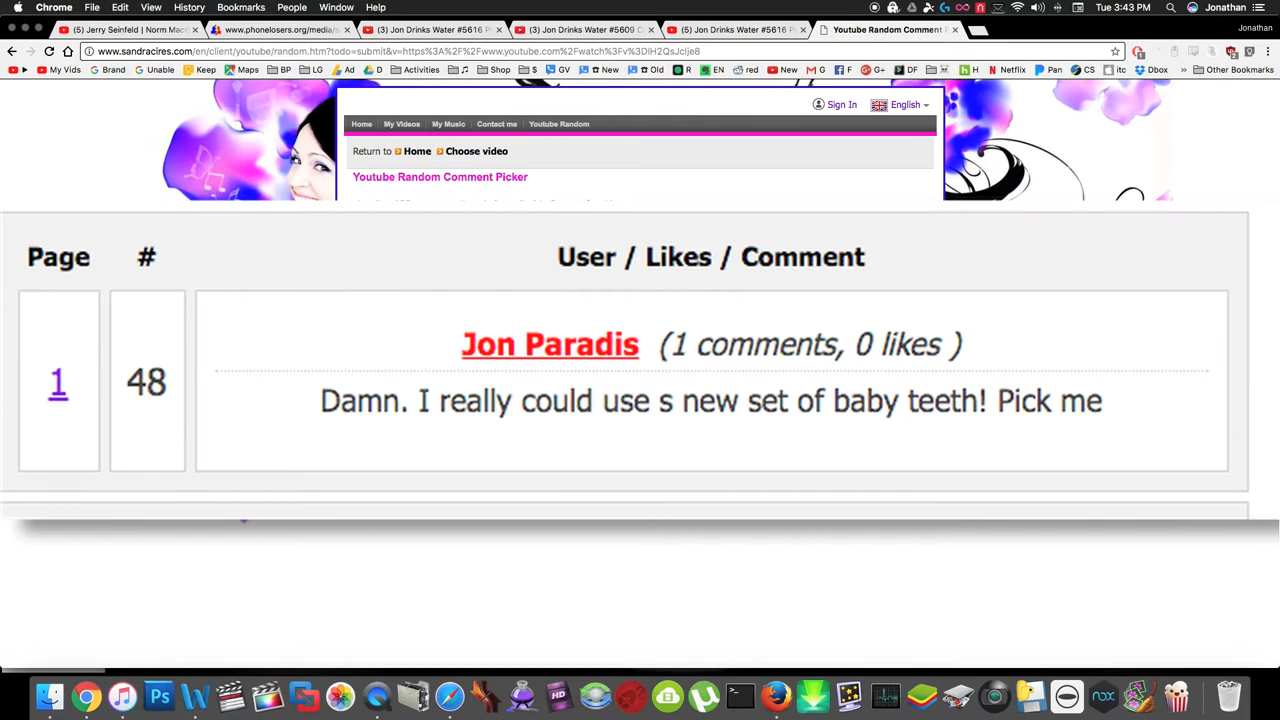 Chrome File Edit View History Bookmarks People Window Help Tue 3:43 PM Jonathan
(5) Jerry Seinfeld | Norm Mac www.phonelosers.org/media/s (3) Jon Drinks Water #5616 P (3) Jon Drinks Water #5609 C (5) Jon Drinks Water #5616 P Youtube Random Comment P Jonathan
www.sandracires.com/en/client/youtube/random.htm?todo=submit&v=https%3A%2F%2Fwww.youtube.com%2Fwatch%3Fv%3DlH2QsJclje8
My Vids Brand Unable Keep Maps BP LG Ad D Activities Shop $ GV New Old R EN red New G F G+ DF H Netflix Pan CS itc Dbox » Other Bookmarks
Sign In English
Home My Videos My Music Contact me Youtube Random
Return to Home Choose video
Youtube Random Comment Picker
Page # User / Likes / Comment
Jon Paradis (1 comments, 0 likes )
1 48
Damn. I really could use s new set of baby teeth! Pick me